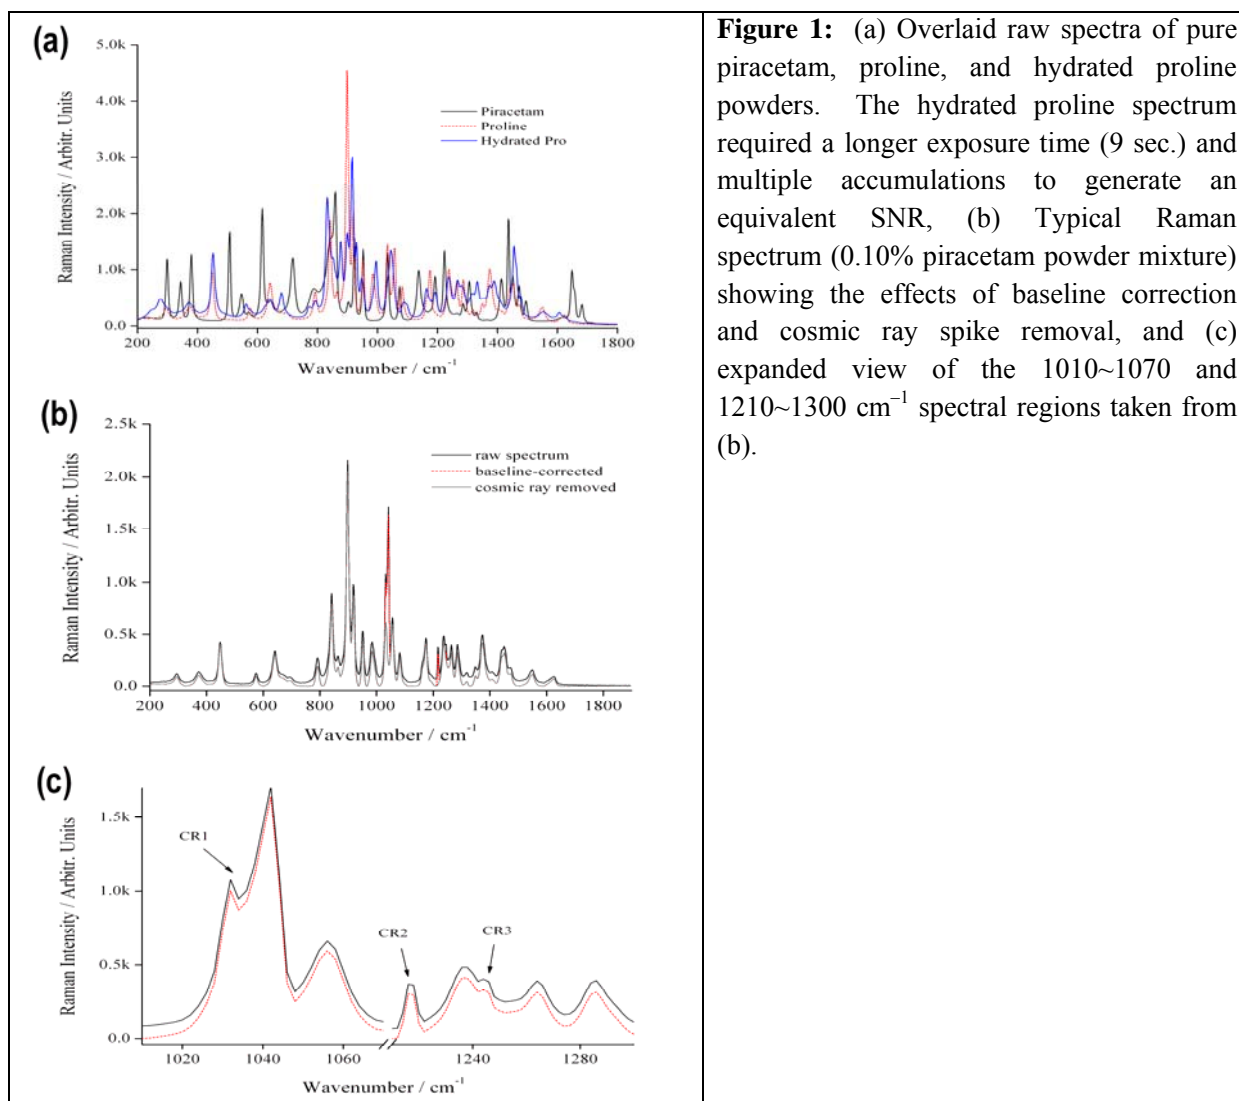 (a)
5.0k
4.0k
3.0k
2.0k
1.0k
0.0
Raman Intensity / Arbitr. Units
Piracetam
Proline
Hydrated Pro
200 400 600 800 1000 1200 1400 1600 1800
Wavenumber / cm⁻¹
(b)
2.5k
2.0k
1.5k
1.0k
0.5k
0.0
Raman Intensity / Arbitr. Units
raw spectrum
baseline-corrected
cosmic ray removed
200 400 600 800 1000 1200 1400 1600 1800
Wavenumber / cm⁻¹
(c)
1.5k
1.0k
0.5k
0.0
Raman Intensity / Arbitr. Units
CR1
CR2
CR3
1020 1040 1060 1240 1280
Wavenumber / cm⁻¹
Figure 1: (a) Overlaid raw spectra of pure
piracetam, proline, and hydrated proline
powders. The hydrated proline spectrum
required a longer exposure time (9 sec.) and
multiple accumulations to generate an
equivalent SNR, (b) Typical Raman
spectrum (0.10% piracetam powder mixture)
showing the effects of baseline correction
and cosmic ray spike removal, and (c)
expanded view of the 1010~1070 and
1210~1300 cm⁻¹ spectral regions taken from
(b).